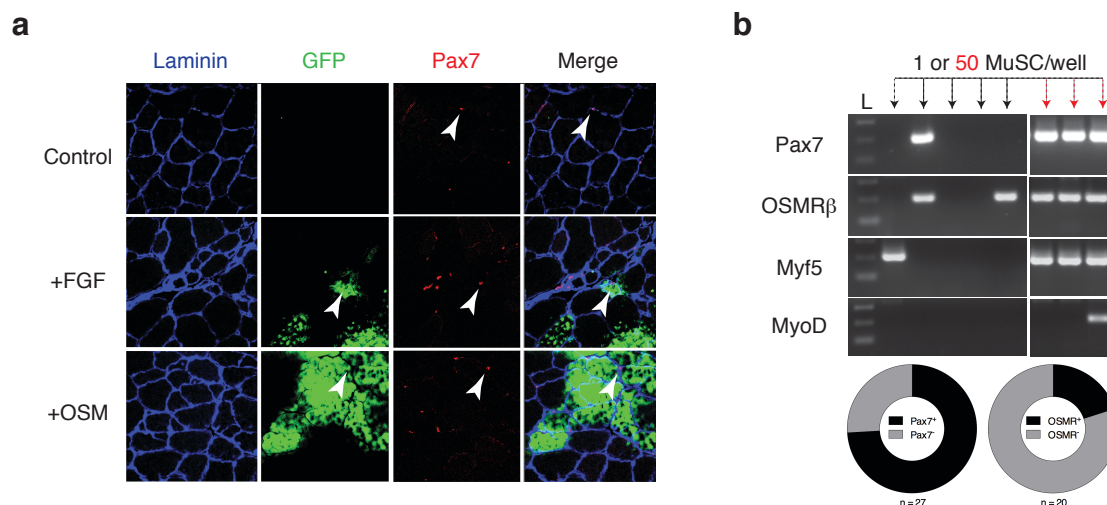 a
Laminin GFP Pax7 Merge
Control
+FGF
+OSM
b
1 or 50 MuSC/well
L
Pax7
OSMRβ
Myf5
MyoD
Pax7⁺
Pax7⁻
n = 27
OSMR⁺
OSMR⁻
n = 20